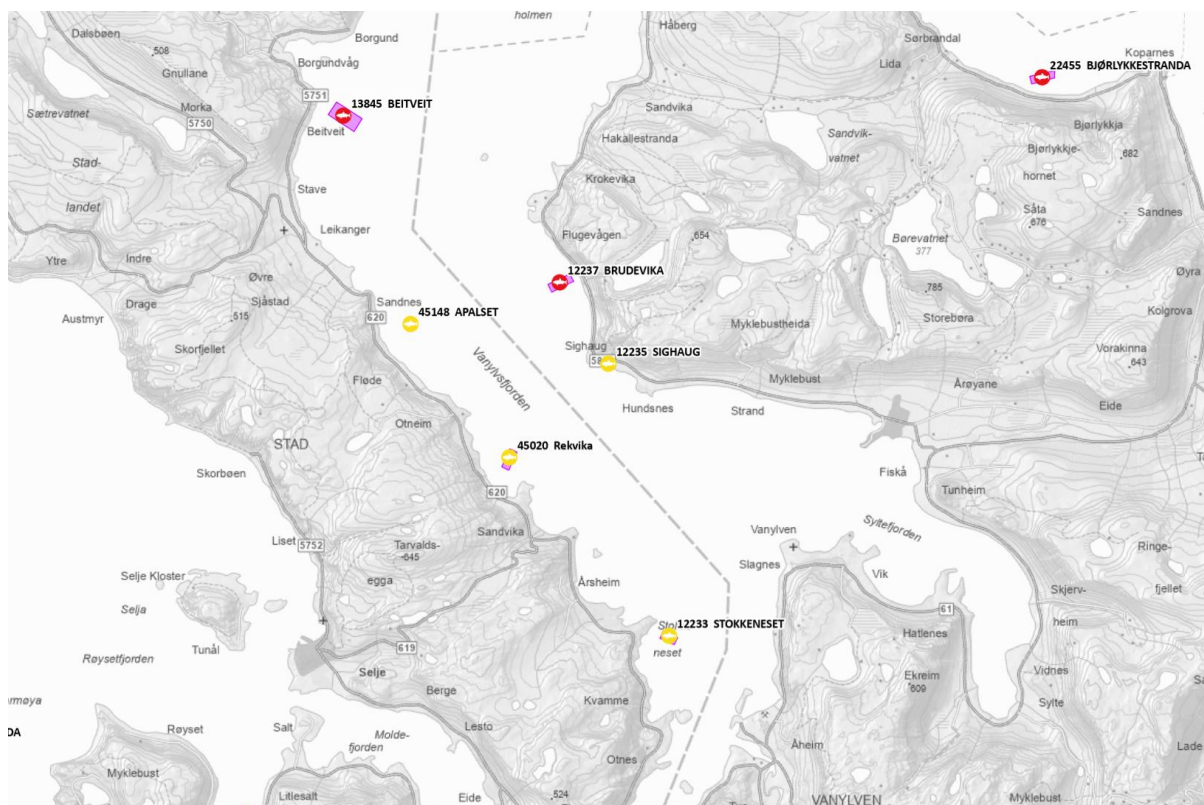 holmen
Dalsbøen
508
Gnullane
Borgund
Borgundvåg
5751
13845 BEITVEIT
Beitveit
Morka
5750
Sætrevatnet
Stad-
landet
Stave
Leikanger
Ytre
Indre
Drage
Austmyr
Øvre
Sjåstad
515
Skorfjellet
620
Sandnes
45148 APALSET
Vanylvsfjorden
Fløde
Otneim
STAD
Skorbøen
45020 Rekvika
620
Sandvika
Liset
5752
Tarvalds-
645
egga
Årsheim
Selje Kloster
Selja
Tunål
Røysetfjorden
619
Selje
Berge
Lesto
Kvamme
Otnes
Røyset
Salt
Molde-
fjorden
Myklebust
Litlesalt
Eide
524
DA
Håberg
Sørbrandal
Lida
Koparnes
22455 BJØRLYKKESTRANDA
Sandvika
Hakallestranda
Sandvik-
vatnet
Bjørlykkja
Bjørlykkje-
hornet
682
Krokevika
Flugevågen
654
Såta
676
Sandnes
Børevatnet
377
12237 BRUDEVIKA
785
Storebøra
Øyra
Kolgrova
Myklebustheida
Sighaug
12235 SIGHAUG
Vorakinna
643
Myklebust
Årøyane
Hundsnes
Strand
Eide
Fiskå
Tunheim
Syltefjorden
Vanylven
Slagnes
Vik
Ringe-
fjellet
Skjerv-
heim
61
12233 STOKKENESET
neset
Hatlenes
Ekreim
609
Vidnes
Sylte
Åheim
Lade
VANYLVEN
Myklebust